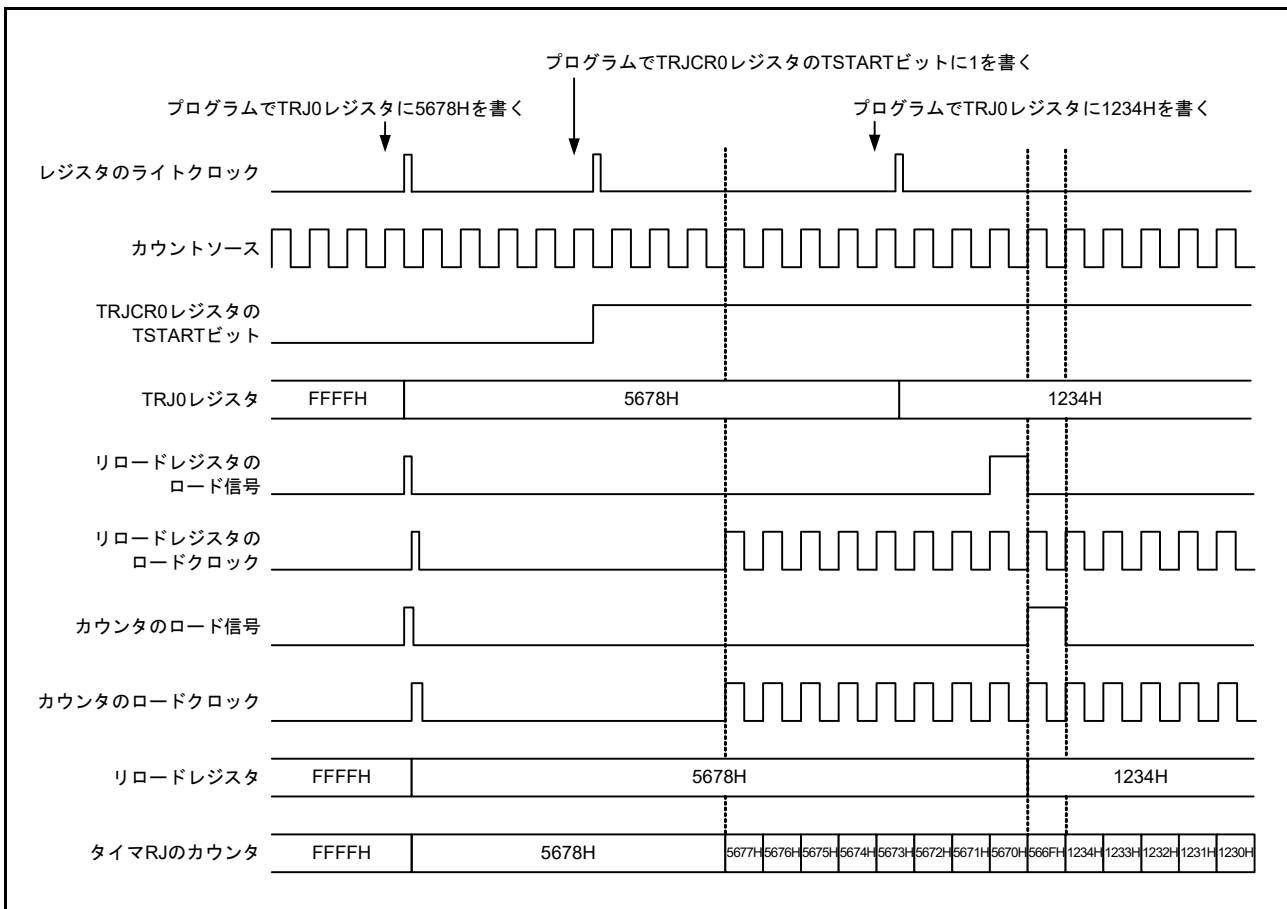 プログラムでTRJCR0レジスタのTSTARTビットに1を書く
プログラムでTRJ0レジスタに5678Hを書く
プログラムでTRJ0レジスタに1234Hを書く
レジスタのライトクロック
カウントソース
TRJCR0レジスタの
TSTARTビット
TRJ0レジスタ
FFFFH
5678H
1234H
リロードレジスタの
ロード信号
リロードレジスタの
ロードクロック
カウンタのロード信号
カウンタのロードクロック
リロードレジスタ
FFFFH
5678H
1234H
タイマRJのカウンタ
FFFFH
5678H
5677H
5676H
5675H
5674H
5673H
5672H
5671H
5670H
566FH
1234H
1233H
1232H
1231H
1230H